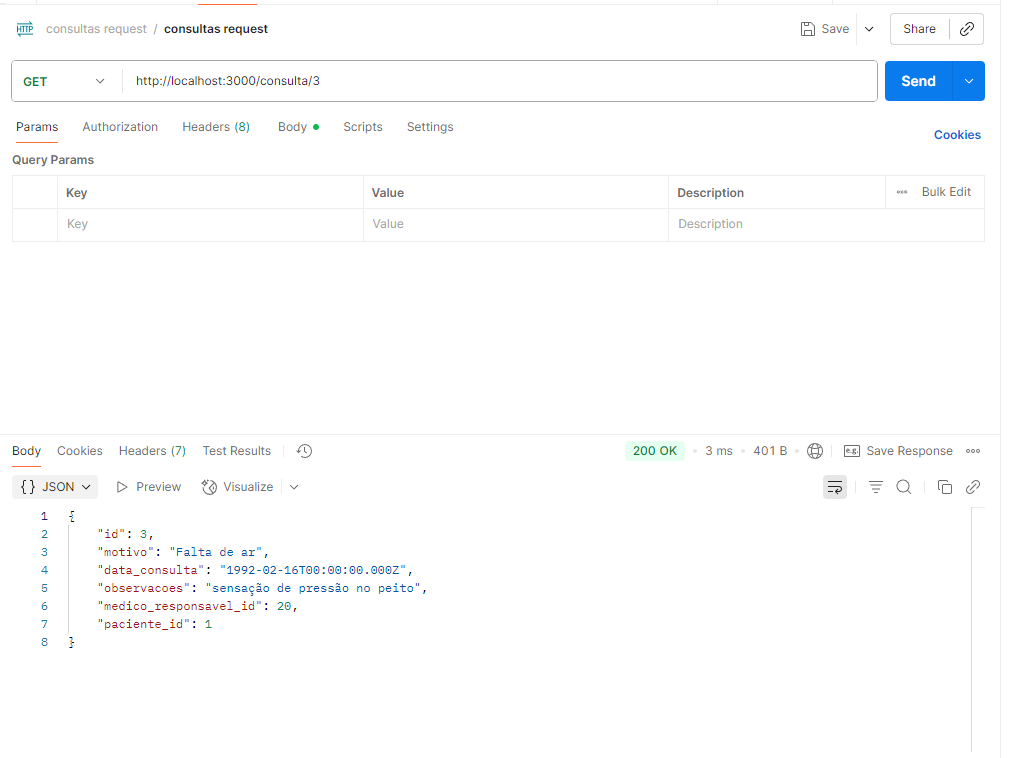 HTTP consultas request / consultas request Save Share
GET http://localhost:3000/consulta/3 Send
Params Authorization Headers (8) Body Scripts Settings Cookies
Query Params
Key Value Description Bulk Edit
Key Value Description
Body Cookies Headers (7) Test Results 200 OK 3 ms 401 B e.g. Save Response
{} JSON Preview Visualize
1 {
2 "id": 3,
3 "motivo": "Falta de ar",
4 "data_consulta": "1992-02-16T00:00:00.000Z",
5 "observacoes": "sensação de pressão no peito",
6 "medico_responsavel_id": 20,
7 "paciente_id": 1
8 }